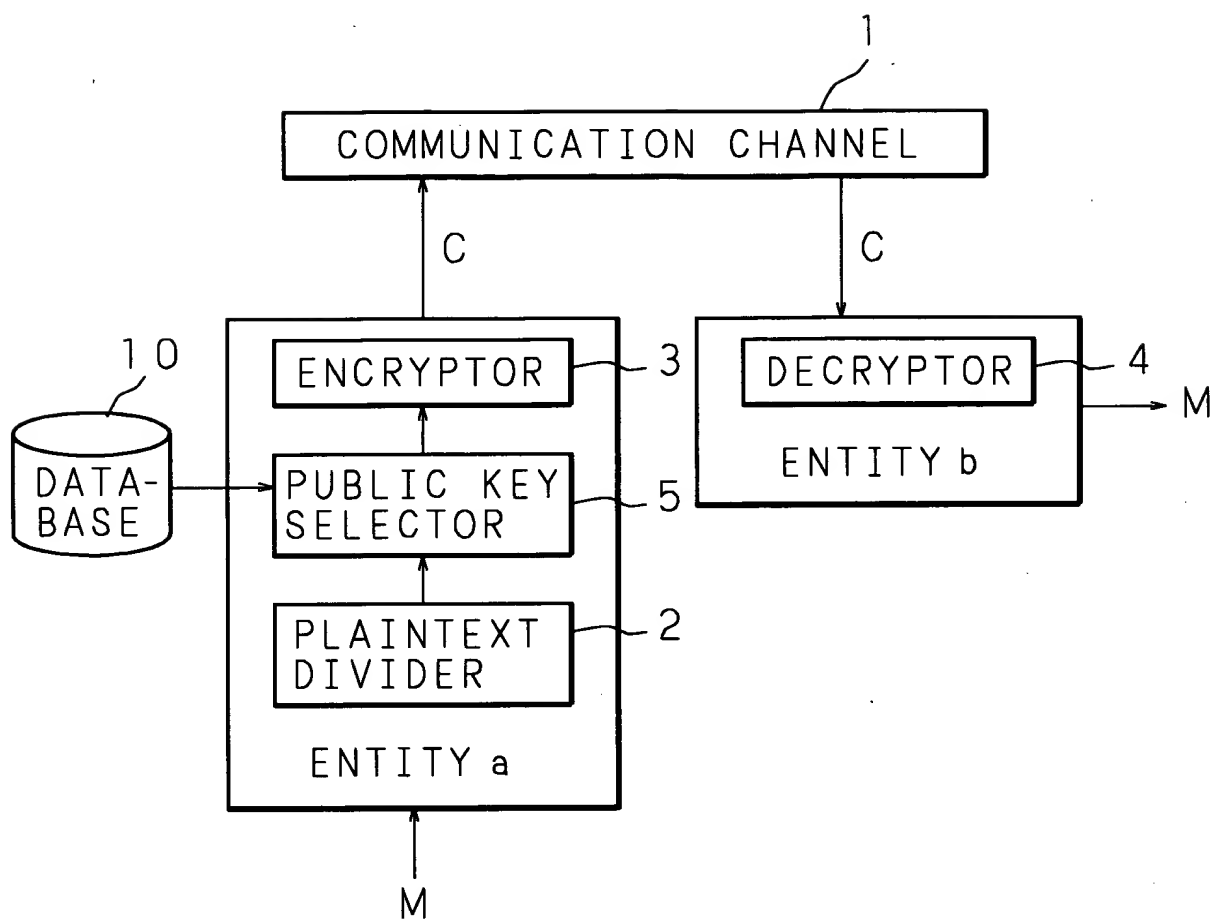 1
COMMUNICATION CHANNEL
C
C
10
ENCRYPTOR
3
DECRYPTOR
4
M
DATA-
BASE
PUBLIC KEY
SELECTOR
5
ENTITY b
PLAINTEXT
DIVIDER
2
ENTITY a
M